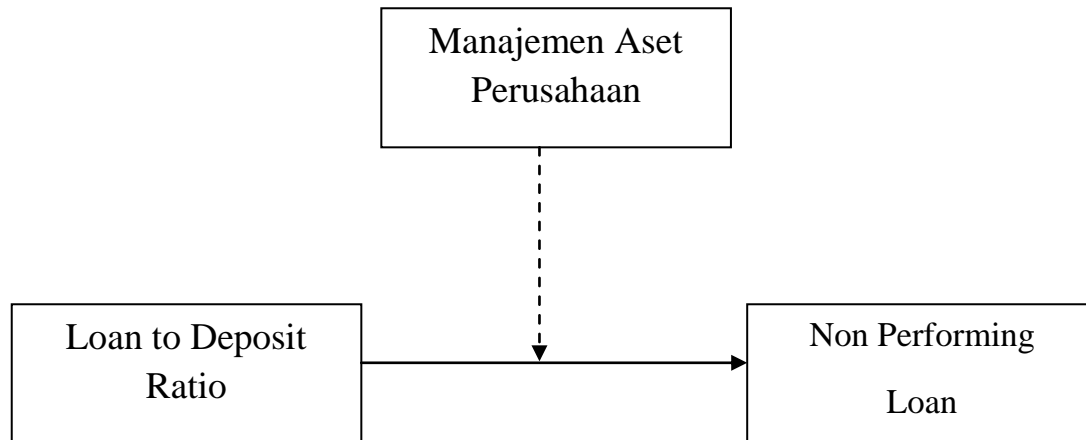 Manajemen Aset
Perusahaan
Loan to Deposit
Ratio
Non Performing
Loan